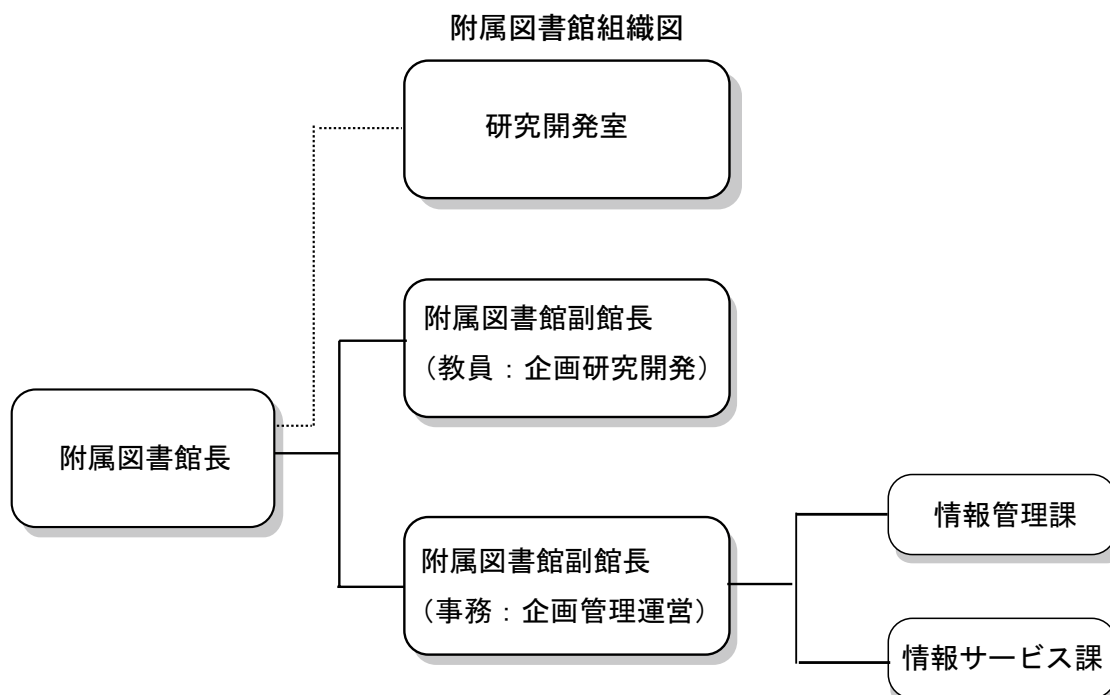 附属図書館組織図
研究開発室
附属図書館副館長
（教員：企画研究開発）
附属図書館長
附属図書館副館長
（事務：企画管理運営）
情報管理課
情報サービス課